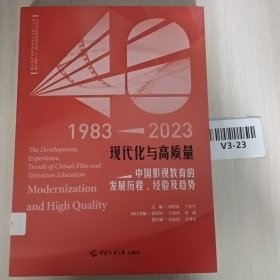 40
1983—2023
现代化与高质量
——中国影视教育的
发展历程、经验及趋势
The Development,
Experience,
Trends of China's Film and
Television Education
Modernization
and High Quality
中国传媒大学出版社
V3-23